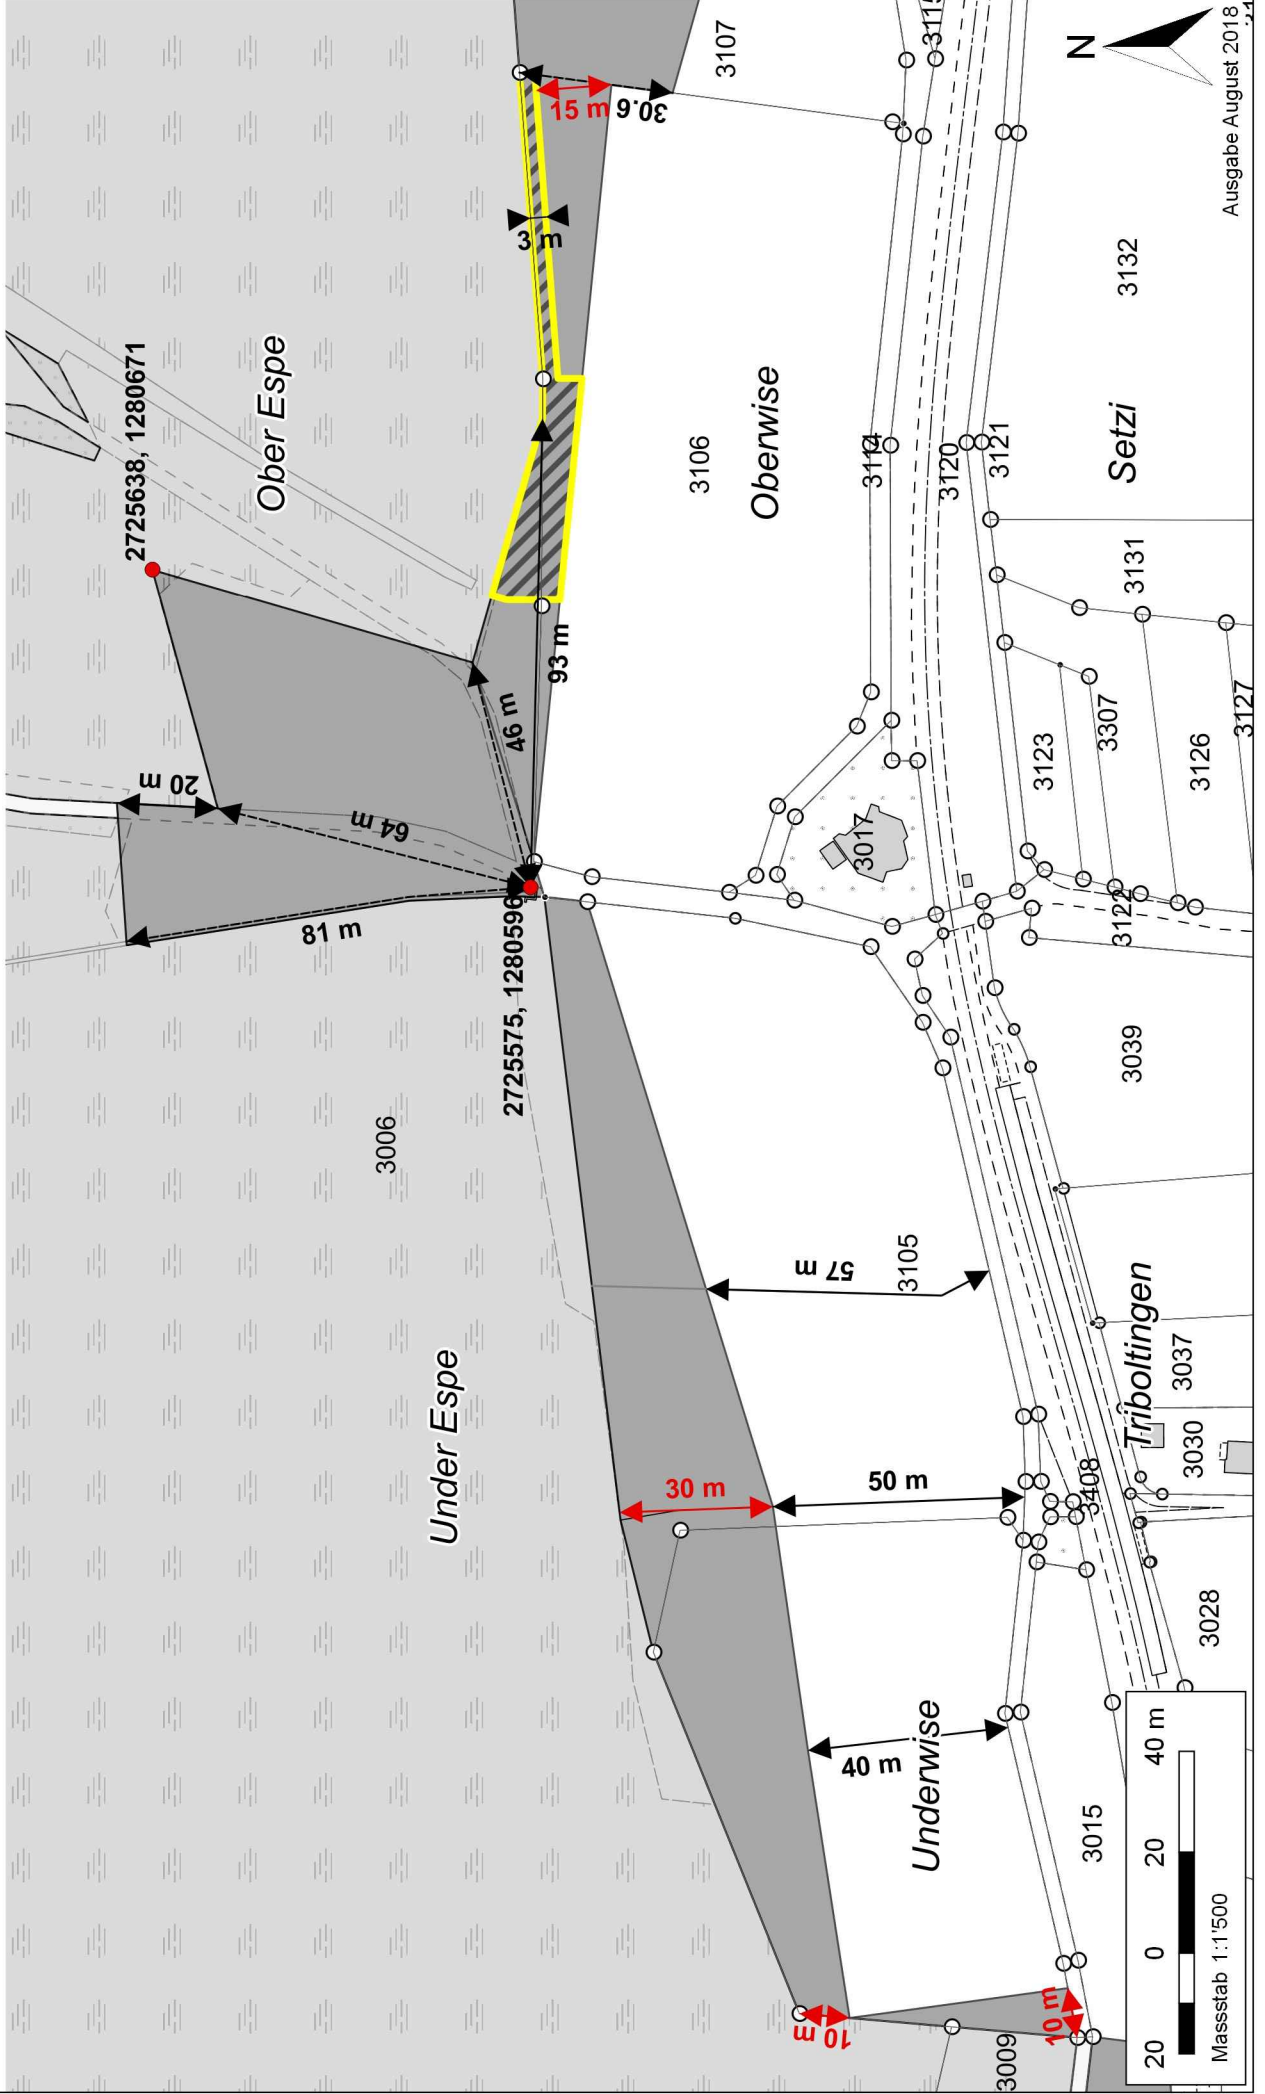 2725638, 1280671
Ober Espe
20 m
64 m
46 m
81 m
93 m
3 m
15 m
30.6
3107
2725575, 1280596
3006
Under Espe
Oberwise
3106
3114
3120
3121
Setzi
3132
3131
3123
3307
3126
3127
3122
3017
3039
3105
57 m
30 m
50 m
40 m
Underwise
Triboltingen
3037
3030
3408
3028
3015
10 m
10 m
3009
N
Ausgabe August 2018
20 0 20 40 m
Massstab 1:1'500